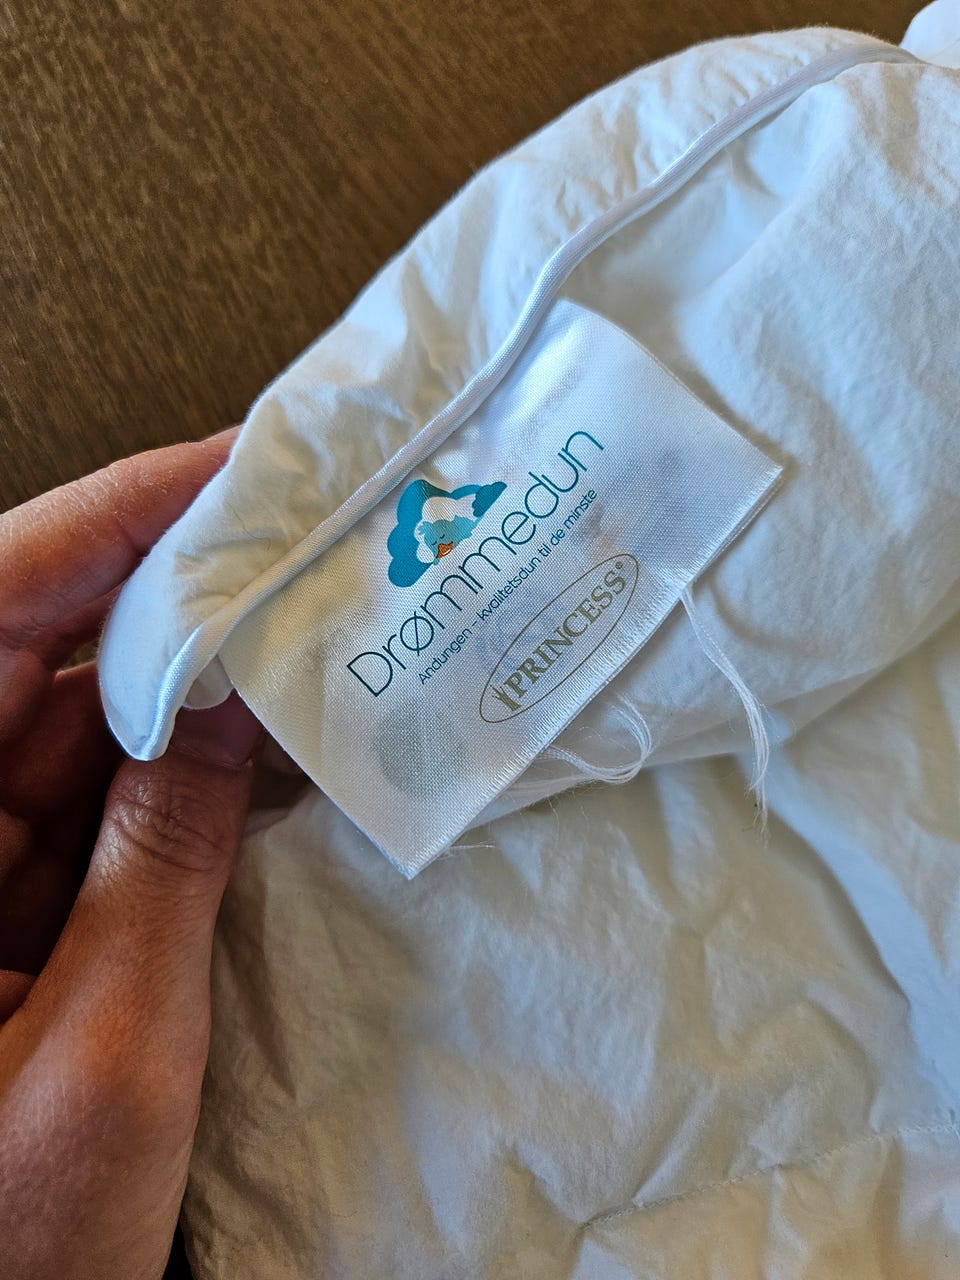 Drømmedun
Andungen - kvalitetsdun til de minste
PRINCESS®